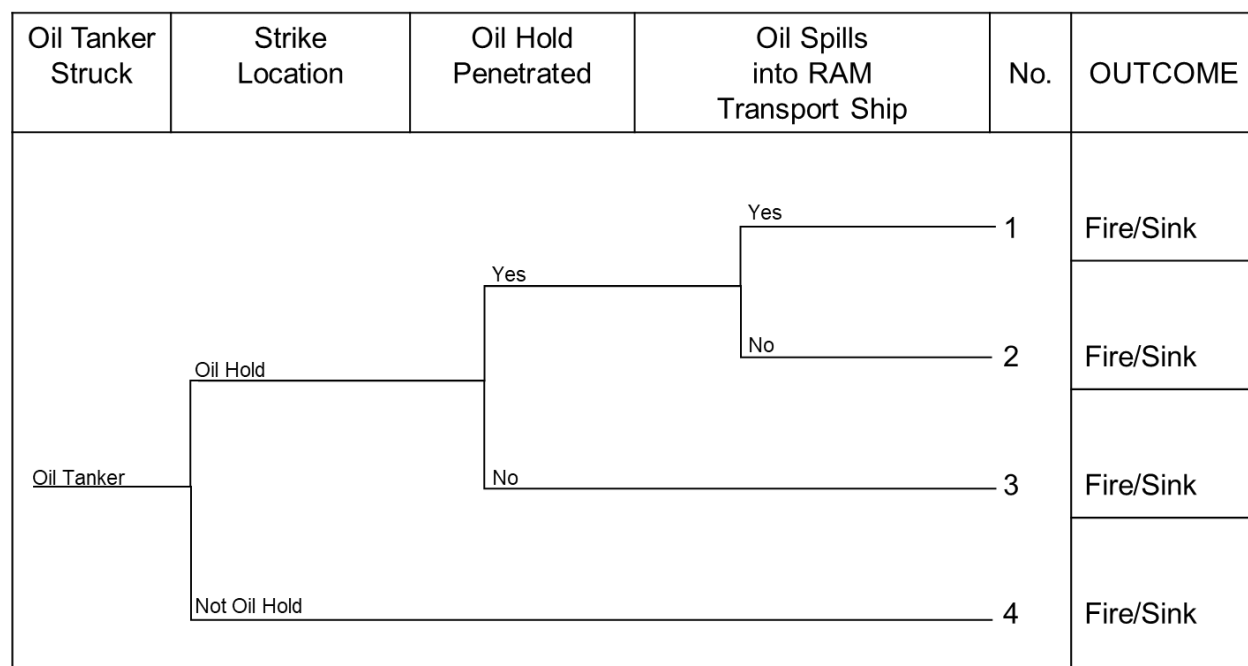 Oil Tanker
Struck
Strike
Location
Oil Hold
Penetrated
Oil Spills
into RAM
Transport Ship
No.
OUTCOME
Yes
1
Fire/Sink
Yes
No
2
Fire/Sink
Oil Hold
Oil Tanker
No
3
Fire/Sink
Not Oil Hold
4
Fire/Sink